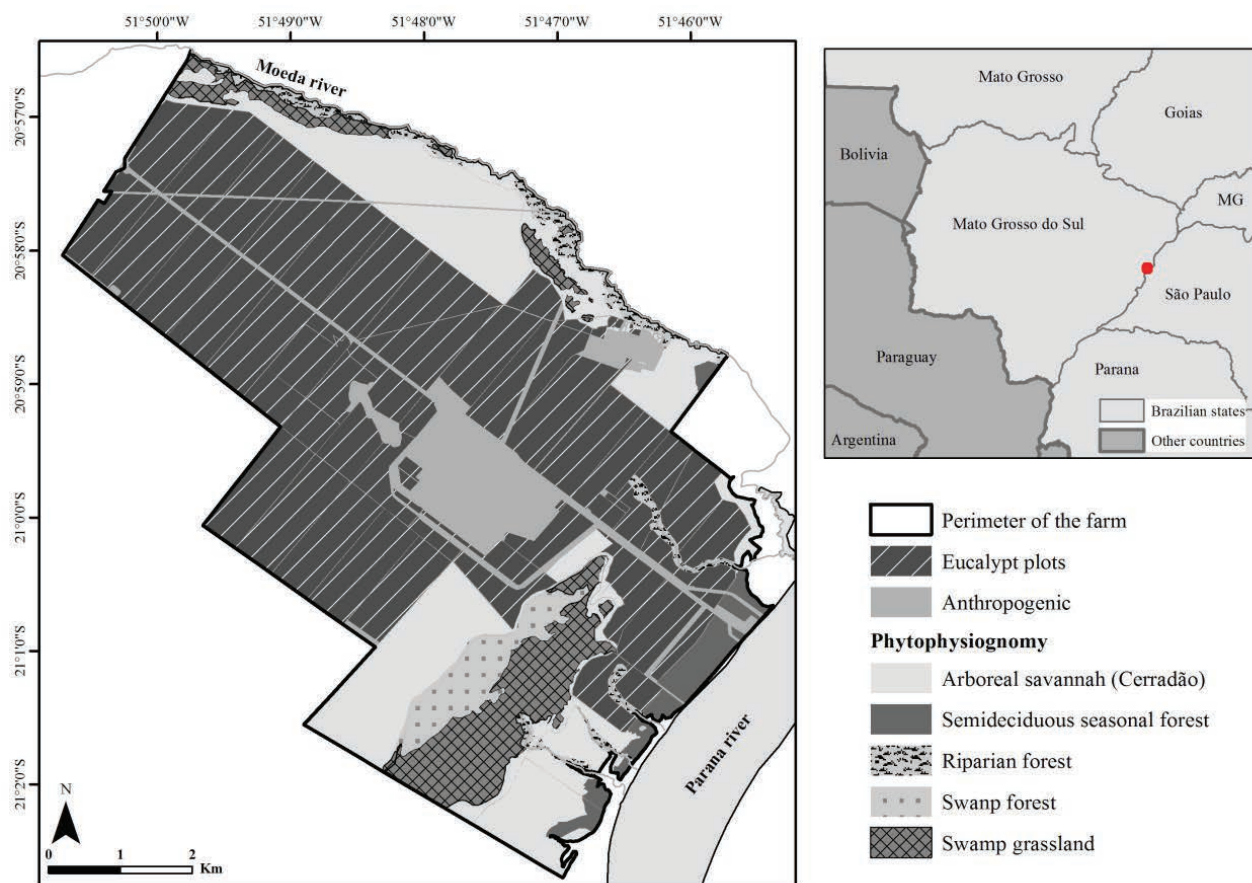 51°50'0"W
51°49'0"W
51°48'0"W
51°47'0"W
51°46'0"W
20°57'0"S
20°58'0"S
20°59'0"S
21°0'0"S
21°1'0"S
21°2'0"S
Moeda river
Parana river
N
0 1 2
Km
Mato Grosso
Goias
Bolivia
MG
Mato Grosso do Sul
São Paulo
Paraguay
Parana
Argentina
Brazilian states
Other countries
Perimeter of the farm
Eucalypt plots
Anthropogenic
Phytophysiognomy
Arboreal savannah (Cerradão)
Semideciduous seasonal forest
Riparian forest
Swanp forest
Swamp grassland